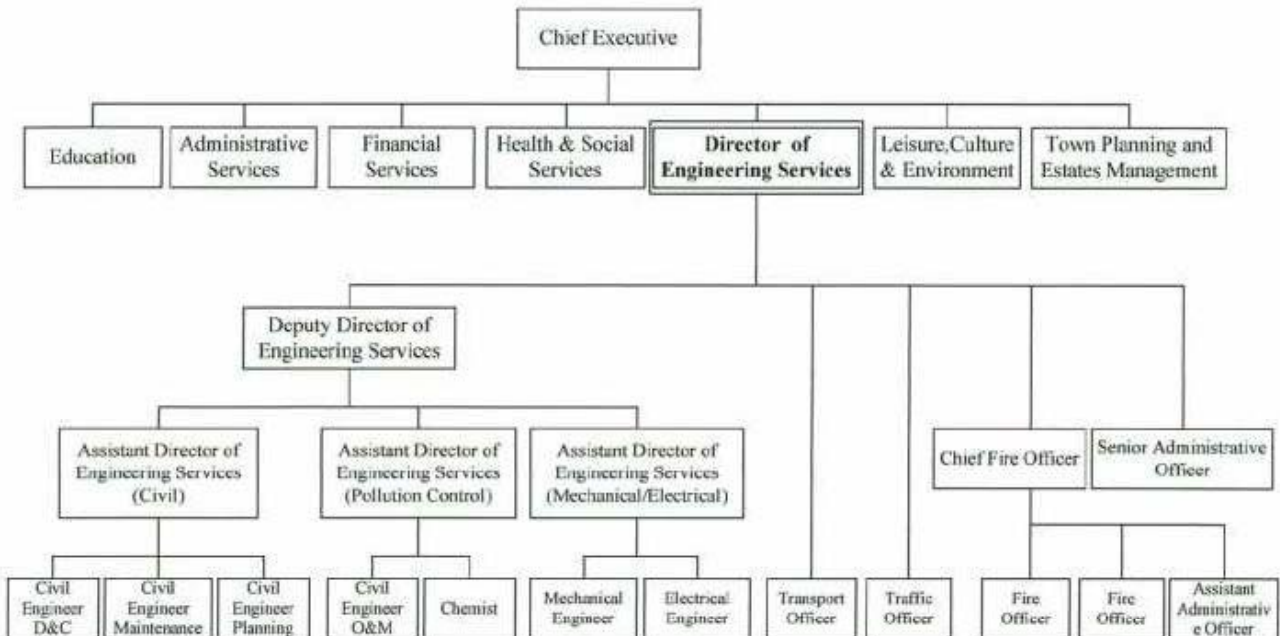 Chief Executive
Education
Administrative
Services
Financial
Services
Health & Social
Services
Director of
Engineering Services
Leisure,Culture
& Environment
Town Planning and
Estates Management
Deputy Director of
Engineering Services
Assistant Director of
Engineering Services
(Civil)
Assistant Director of
Engineering Services
(Pollution Control)
Assistant Director of
Engineering Services
(Mechanical/Electrical)
Chief Fire Officer
Senior Administrative
Officer
Civil
Engineer
D&C
Civil
Engineer
Maintenance
Civil
Engineer
Planning
Civil
Engineer
O&M
Chemist
Mechanical
Engineer
Electrical
Engineer
Transport
Officer
Traffic
Officer
Fire
Officer
Fire
Officer
Assistant
Administrativ
e Officer